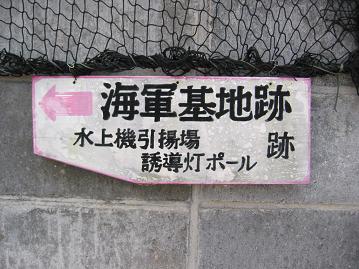 海軍基地跡
水上機引揚場
誘導灯ポール 跡